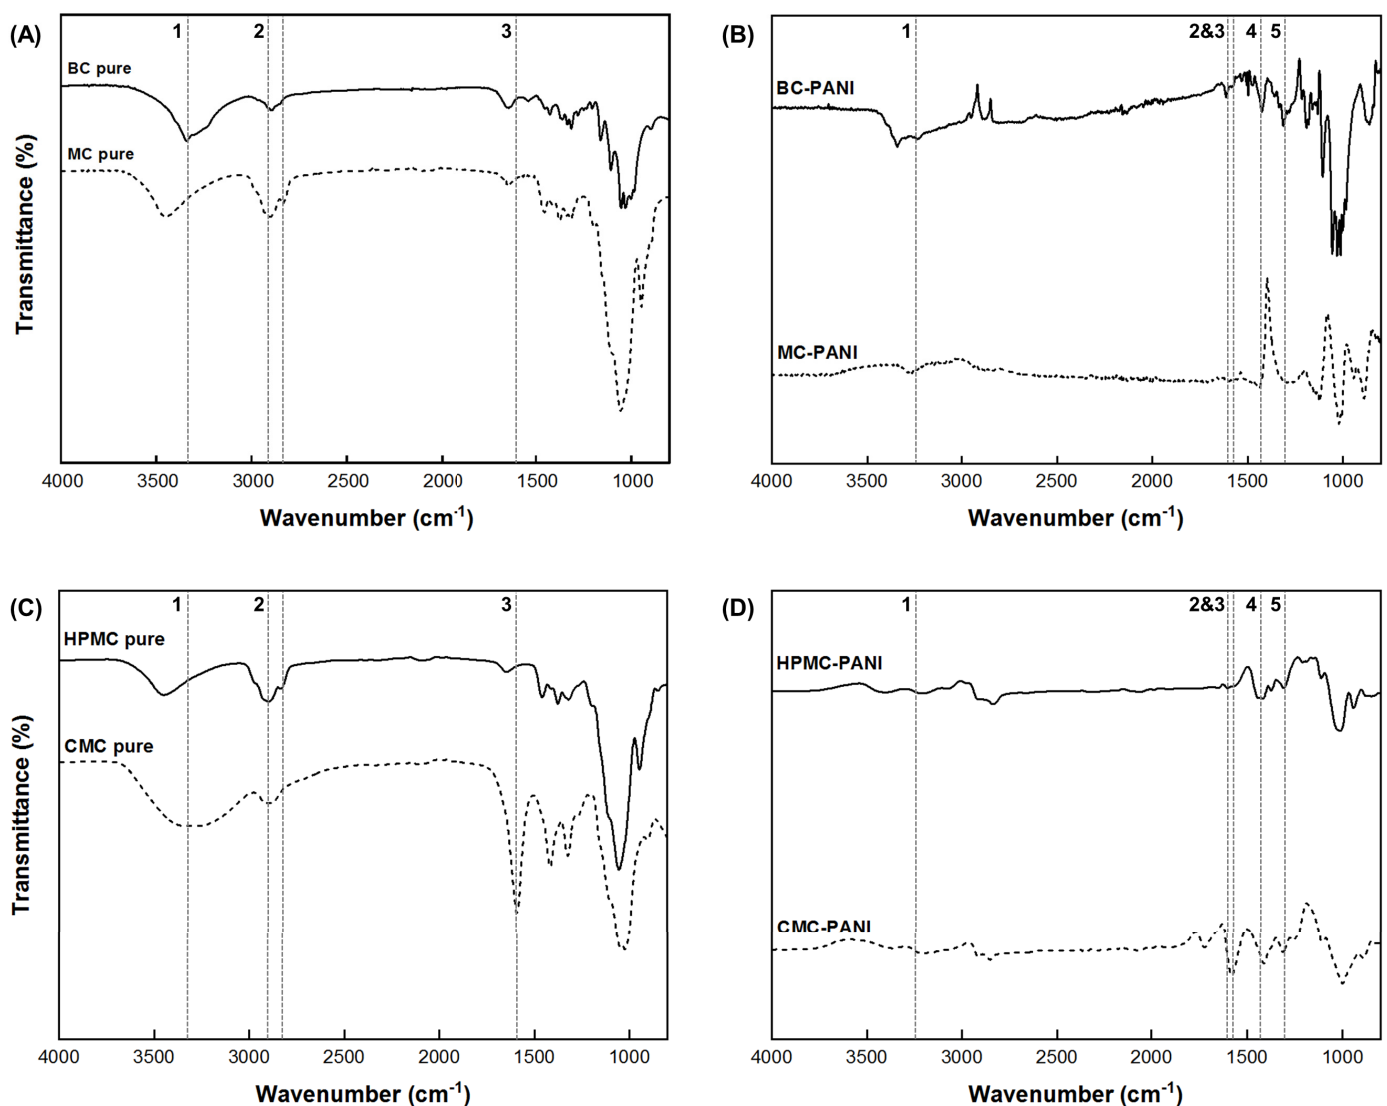 (A)
1 2 3
BC pure
MC pure
Transmittance (%)
4000 3500 3000 2500 2000 1500 1000
Wavenumber (cm-1)
(B)
1 2&3 4 5
BC-PANI
MC-PANI
4000 3500 3000 2500 2000 1500 1000
Wavenumber (cm-1)
(C)
1 2 3
HPMC pure
CMC pure
Transmittance (%)
4000 3500 3000 2500 2000 1500 1000
Wavenumber (cm-1)
(D)
1 2&3 4 5
HPMC-PANI
CMC-PANI
4000 3500 3000 2500 2000 1500 1000
Wavenumber (cm-1)